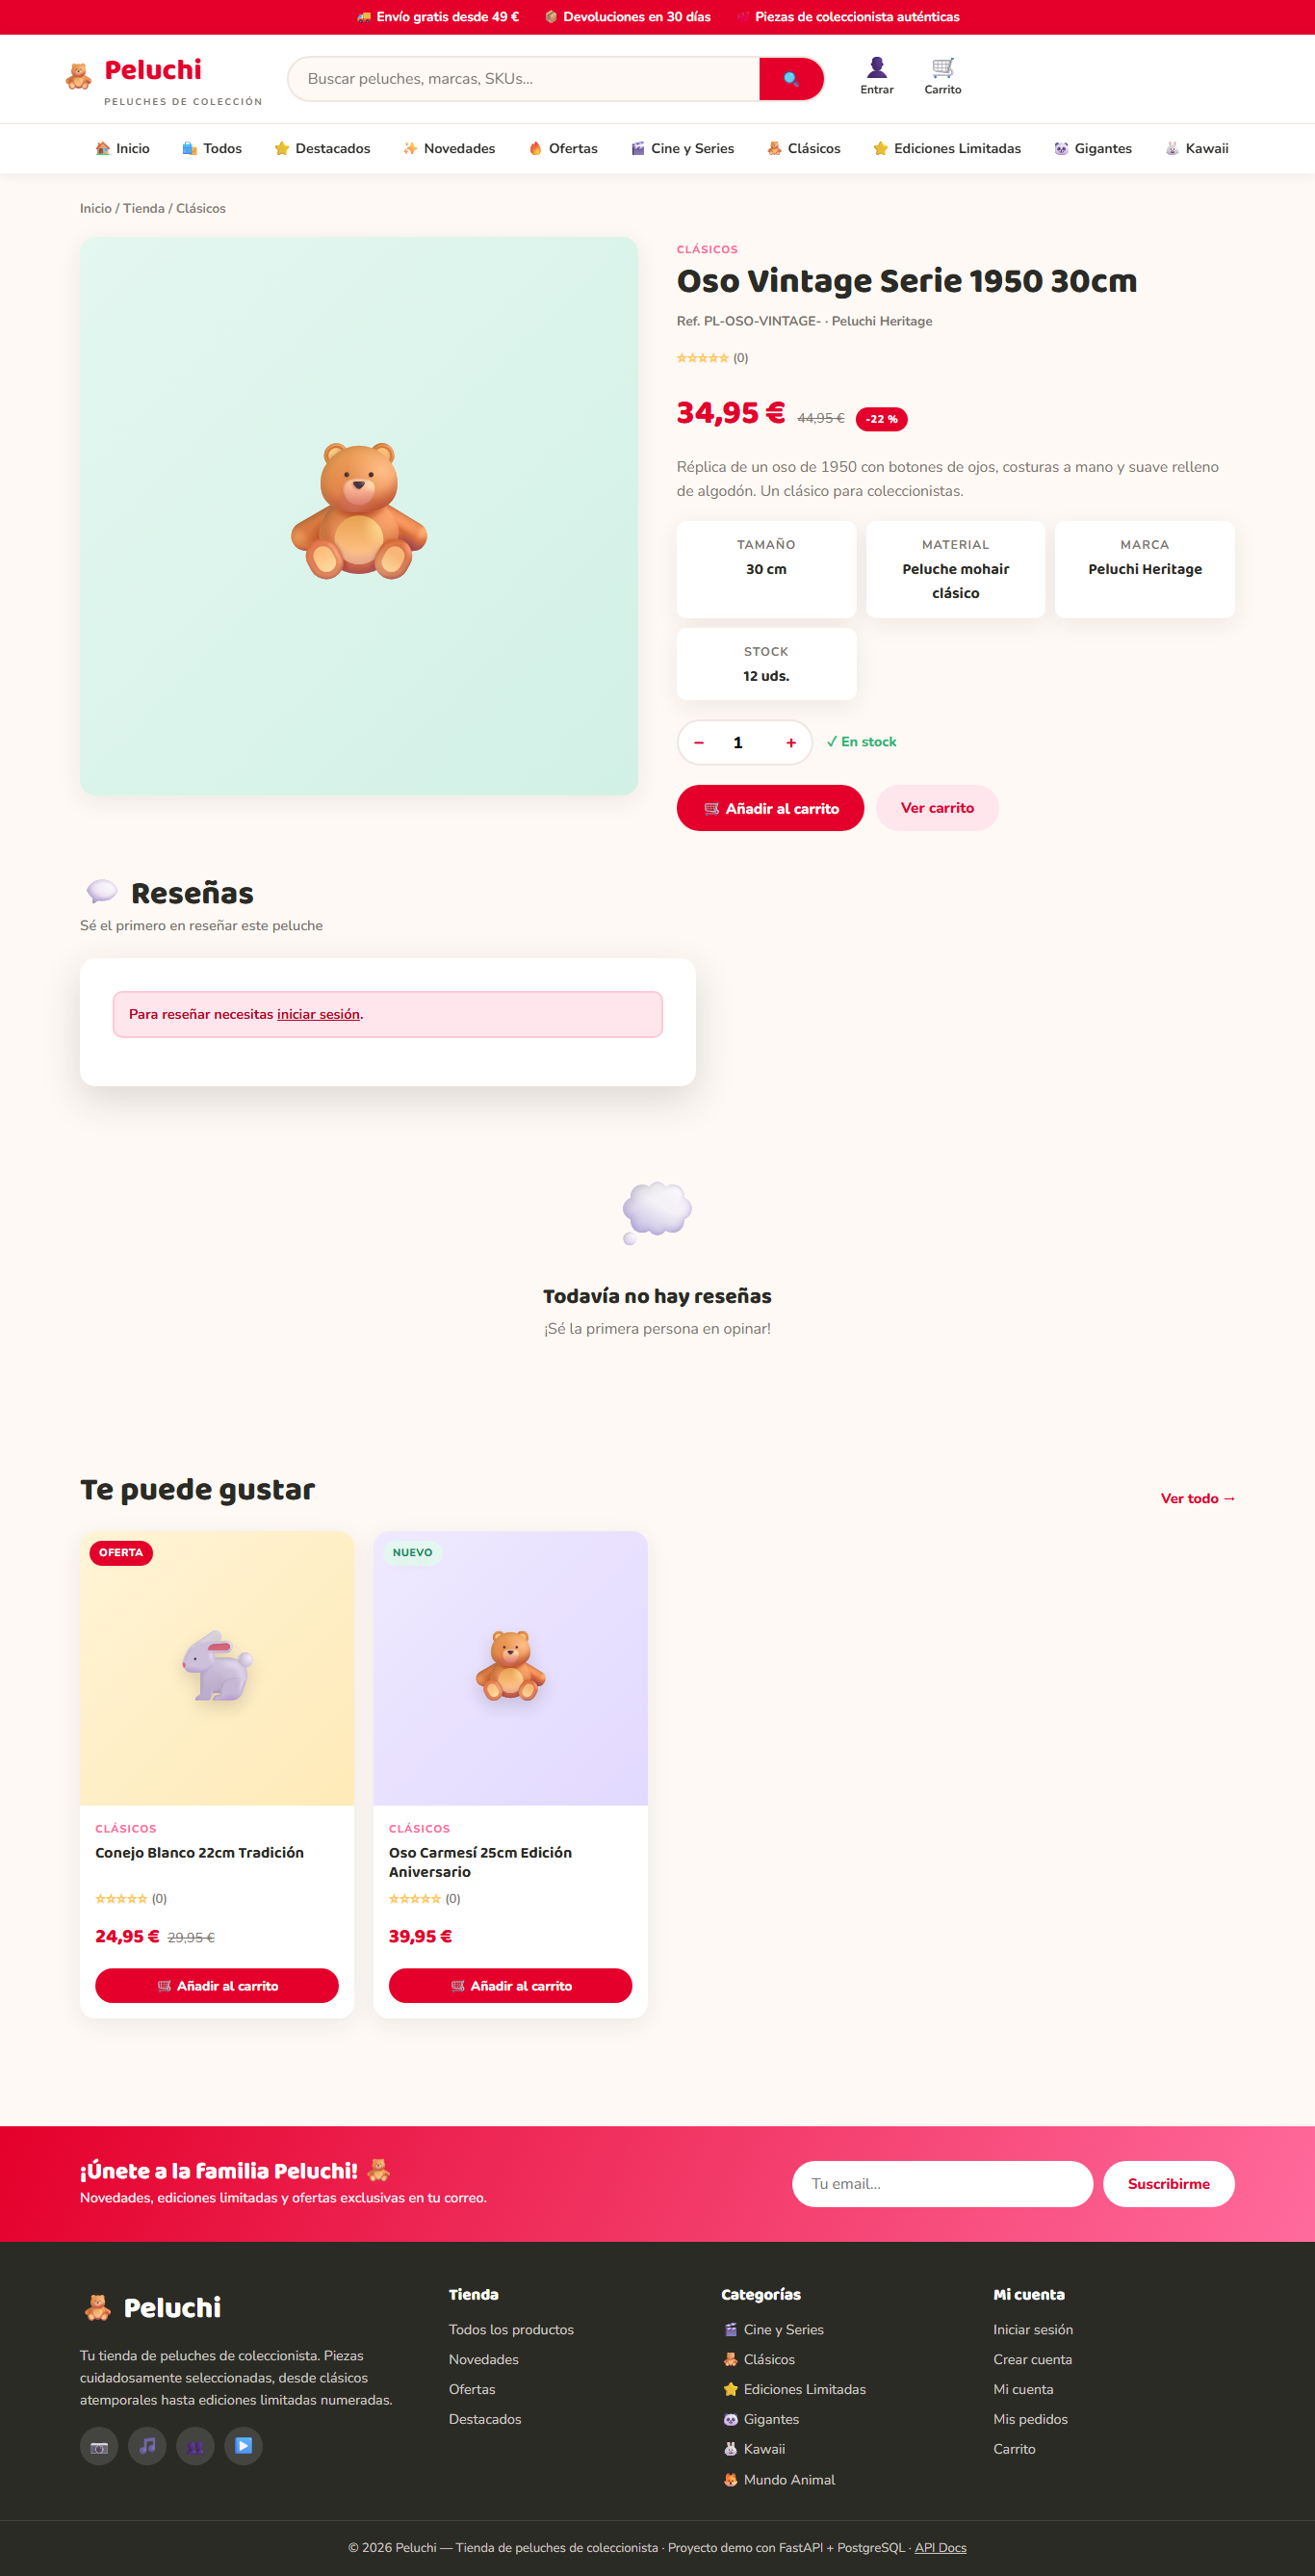 Envío gratis desde 49 € Devoluciones en 30 días Piezas de coleccionista auténticas
Peluchi
PELUCHES DE COLECCIÓN
Buscar peluches, marcas, SKUs...
Entrar Carrito
Inicio Todos Destacados Novedades Ofertas Cine y Series Clásicos Ediciones Limitadas Gigantes Kawaii
Inicio / Tienda / Clásicos
CLÁSICOS
Oso Vintage Serie 1950 30cm
Ref. PL-OSO-VINTAGE- · Peluchi Heritage
☆☆☆☆☆ (0)
34,95 € 44,95 € -22 %
Réplica de un oso de 1950 con botones de ojos, costuras a mano y suave relleno
de algodón. Un clásico para coleccionistas.
TAMAÑO
30 cm
MATERIAL
Peluche mohair
clásico
MARCA
Peluchi Heritage
STOCK
12 uds.
− 1 + ✓ En stock
Añadir al carrito Ver carrito
Reseñas
Sé el primero en reseñar este peluche
Para reseñar necesitas iniciar sesión.
Todavía no hay reseñas
¡Sé la primera persona en opinar!
Te puede gustar
Ver todo →
OFERTA
CLÁSICOS
Conejo Blanco 22cm Tradición
☆☆☆☆☆ (0)
24,95 € 29,95 €
Añadir al carrito
NUEVO
CLÁSICOS
Oso Carmesí 25cm Edición
Aniversario
☆☆☆☆☆ (0)
39,95 €
Añadir al carrito
¡Únete a la familia Peluchi!
Novedades, ediciones limitadas y ofertas exclusivas en tu correo.
Tu email... Suscribirme
Peluchi
Tu tienda de peluches de coleccionista. Piezas
cuidadosamente seleccionadas, desde clásicos
atemporales hasta ediciones limitadas numeradas.
Tienda
Todos los productos
Novedades
Ofertas
Destacados
Categorías
Cine y Series
Clásicos
Ediciones Limitadas
Gigantes
Kawaii
Mundo Animal
Mi cuenta
Iniciar sesión
Crear cuenta
Mi cuenta
Mis pedidos
Carrito
© 2026 Peluchi — Tienda de peluches de coleccionista · Proyecto demo con FastAPI + PostgreSQL · API Docs